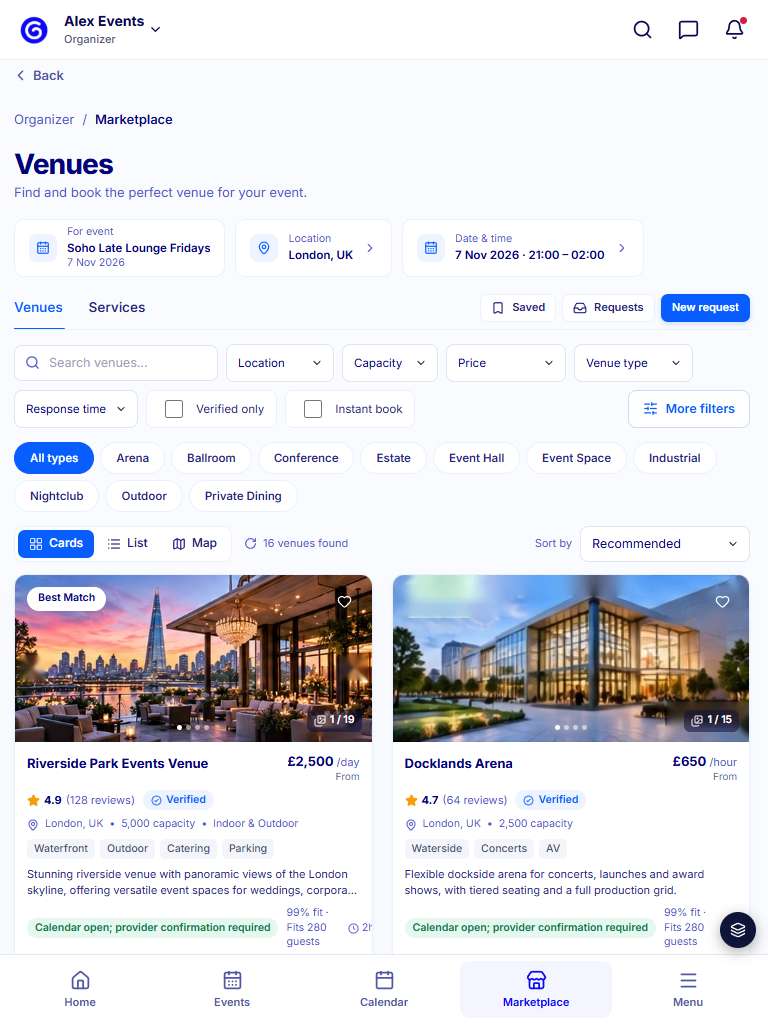 Alex Events
Organizer
Back
Organizer / Marketplace
Venues
Find and book the perfect venue for your event.
For event
Soho Late Lounge Fridays
7 Nov 2026
Location
London, UK
Date & time
7 Nov 2026 · 21:00 – 02:00
Venues
Services
Saved
Requests
New request
Search venues...
Location
Capacity
Price
Venue type
Response time
Verified only
Instant book
More filters
All types
Arena
Ballroom
Conference
Estate
Event Hall
Event Space
Industrial
Nightclub
Outdoor
Private Dining
Cards
List
Map
16 venues found
Sort by
Recommended
Best Match
1 / 19
Riverside Park Events Venue
£2,500 /day
From
4.9 (128 reviews)
Verified
London, UK • 5,000 capacity • Indoor & Outdoor
Waterfront
Outdoor
Catering
Parking
Stunning riverside venue with panoramic views of the London
skyline, offering versatile event spaces for weddings, corpora...
Calendar open; provider confirmation required
99% fit ·
Fits 280
guests
1 / 15
Docklands Arena
£650 /hour
From
4.7 (64 reviews)
Verified
London, UK • 2,500 capacity
Waterside
Concerts
AV
Flexible dockside arena for concerts, launches and award
shows, with tiered seating and a full production grid.
Calendar open; provider confirmation required
99% fit ·
Fits 280
guests
Home
Events
Calendar
Marketplace
Menu